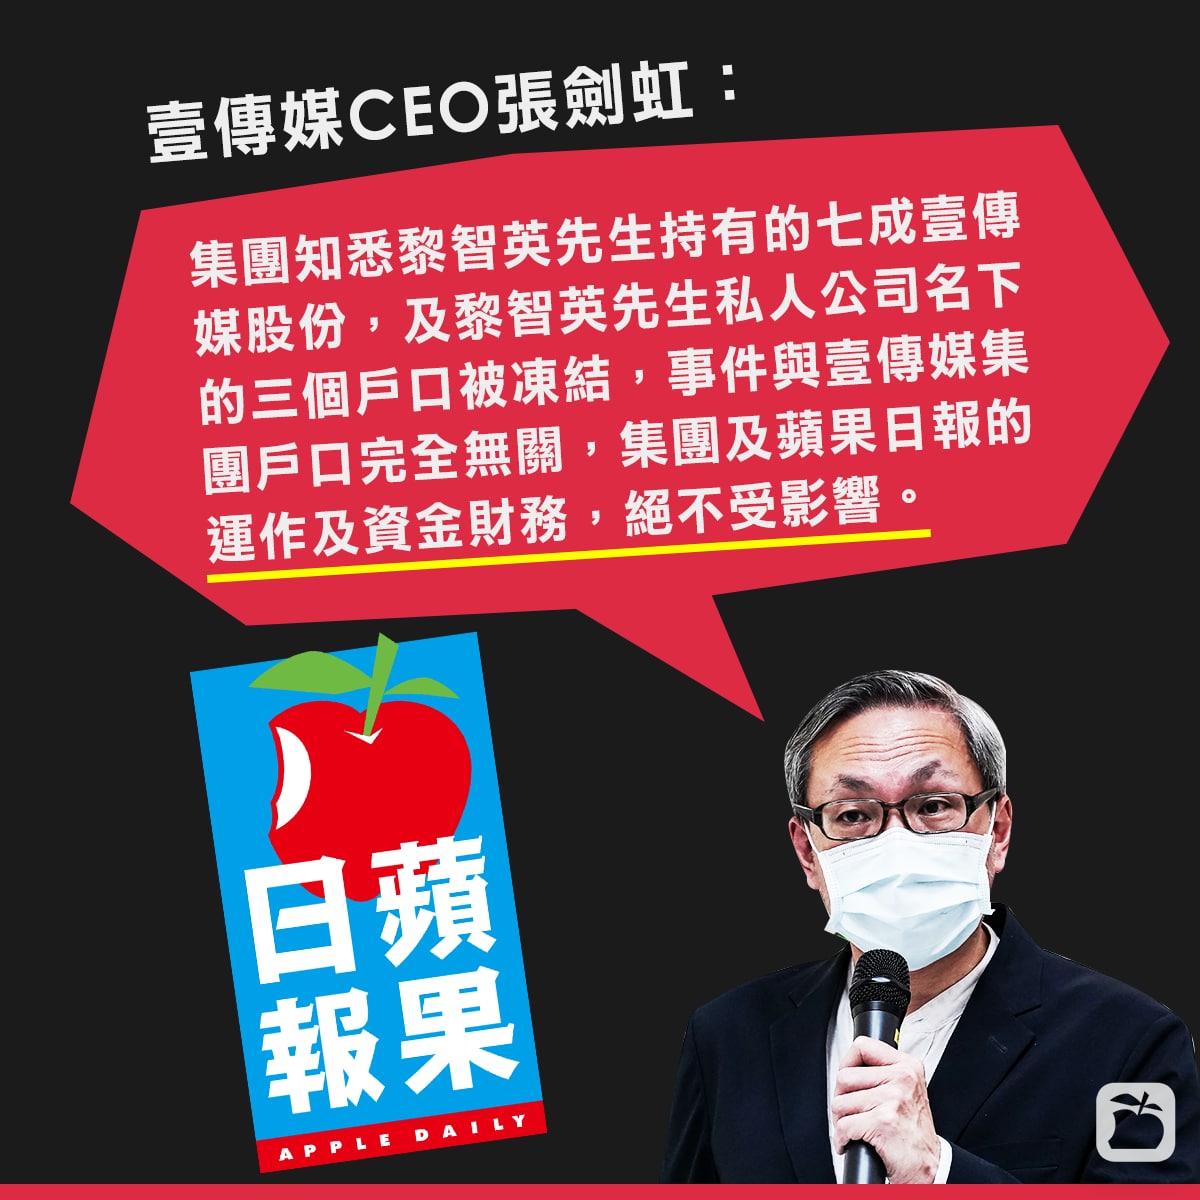 壹傳媒CEO張劍虹：
集團知悉黎智英先生持有的七成壹傳
媒股份，及黎智英先生私人公司名下
的三個戶口被凍結，事件與壹傳媒集
團戶口完全無關，集團及蘋果日報的
運作及資金財務，絕不受影響。
蘋果
日報
APPLE DAILY